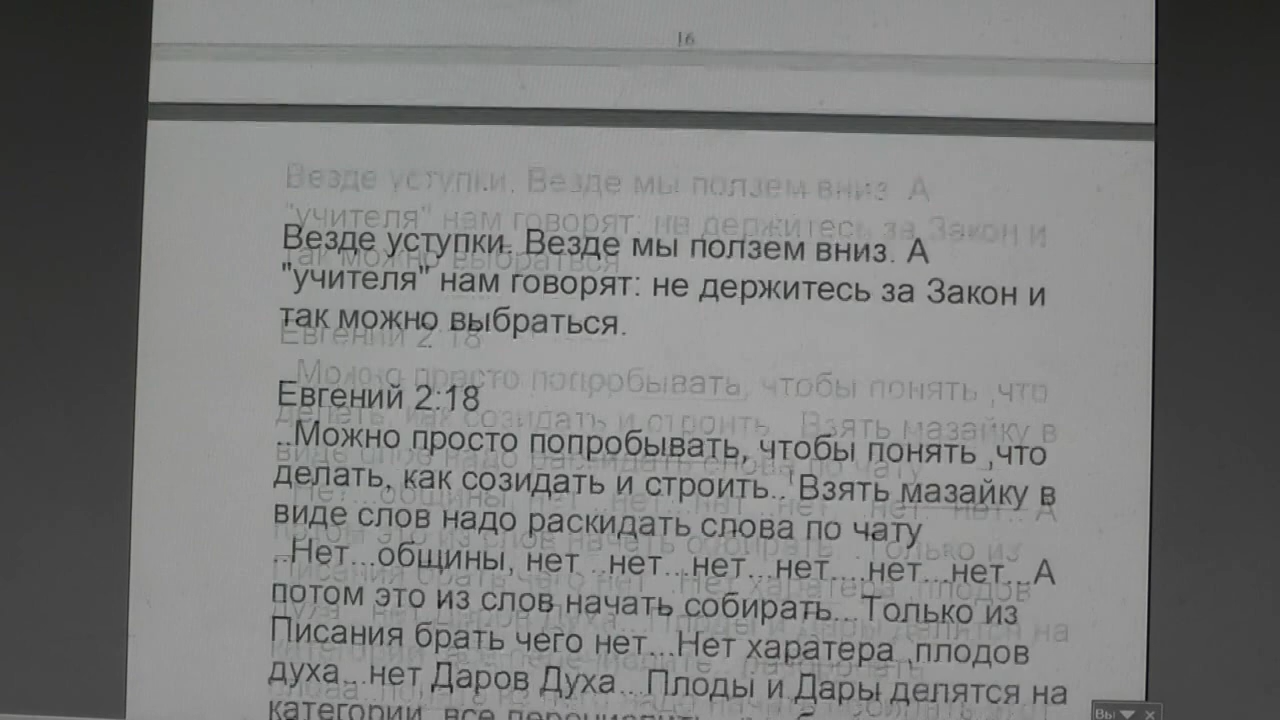 16
Везде уступки. Везде мы ползем вниз. А
"учителя" нам говорят: не держитесь за Закон и
так можно выбраться.
Евгений 2:18
..Можно просто попробывать, чтобы понять ,что
делать, как созидать и строить.. Взять мазайку в
виде слов надо раскидать слова по чату
..Нет...общины, нет ..нет...нет...нет....нет...нет...А
потом это из слов начать собирать...Только из
Писания брать чего нет...Нет харатера ,плодов
духа...нет Даров Духа...Плоды и Дары делятся на
категории, все
Вы